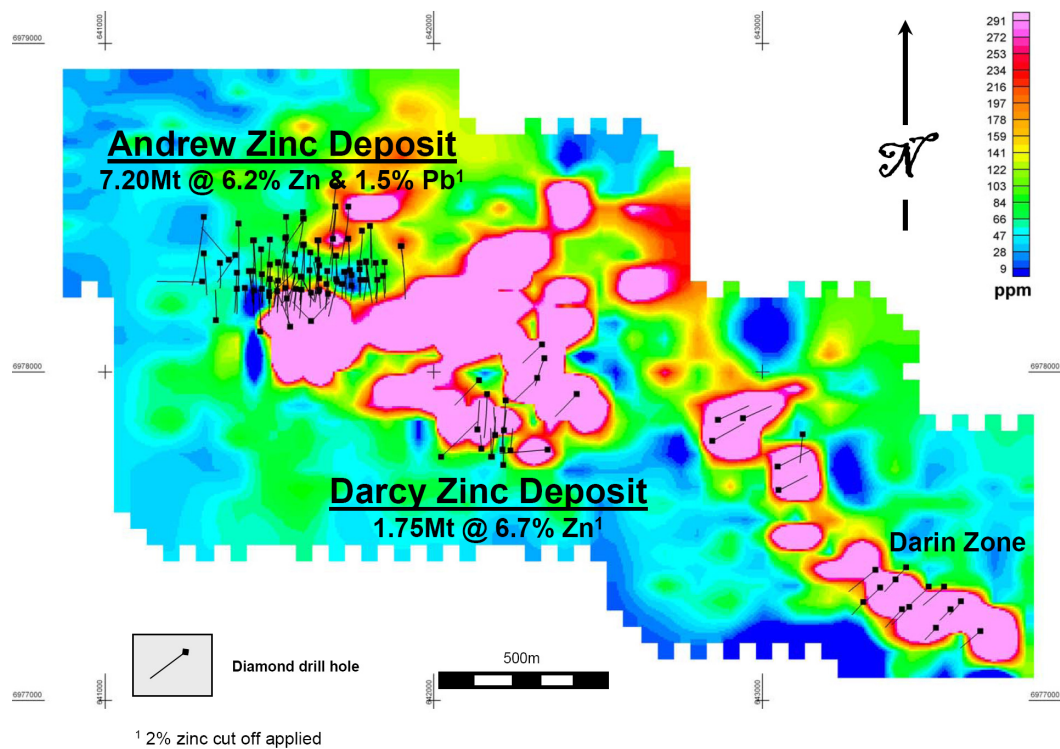 641000
642000
643000
6979000
6979000
291
272
253
234
216
197
178
159
141
122
103
84
66
47
28
9
ppm
N
Andrew Zinc Deposit
7.20Mt @ 6.2% Zn & 1.5% Pb¹
6978000
6978000
Darcy Zinc Deposit
1.75Mt @ 6.7% Zn¹
Darin Zone
Diamond drill hole
500m
6977000
6977000
641000
642000
643000
¹ 2% zinc cut off applied